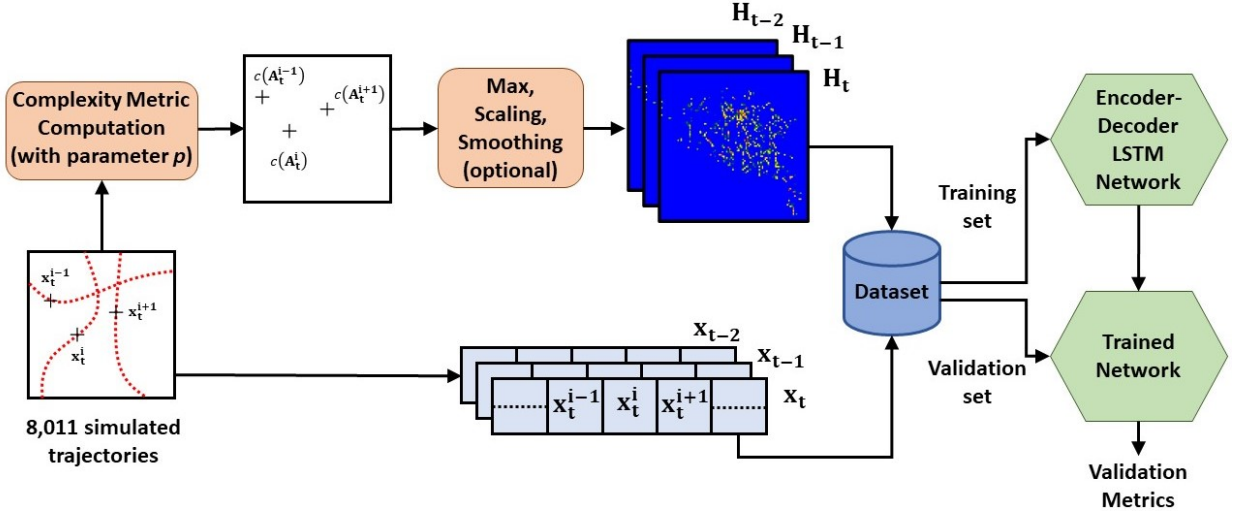 Complexity Metric
Computation
(with parameter p)
c(A_t^{i-1})
c(A_t^{i+1})
c(A_t^i)
Max,
Scaling,
Smoothing
(optional)
H_{t-2}
H_{t-1}
H_t
Encoder-
Decoder
LSTM
Network
Training
set
x_t^{i-1}
x_t^{i+1}
x_t^i
8,011 simulated
trajectories
Dataset
x_{t-2}
x_{t-1}
x_t
x_t^{i-1} x_t^i x_t^{i+1}
Validation
set
Trained
Network
Validation
Metrics